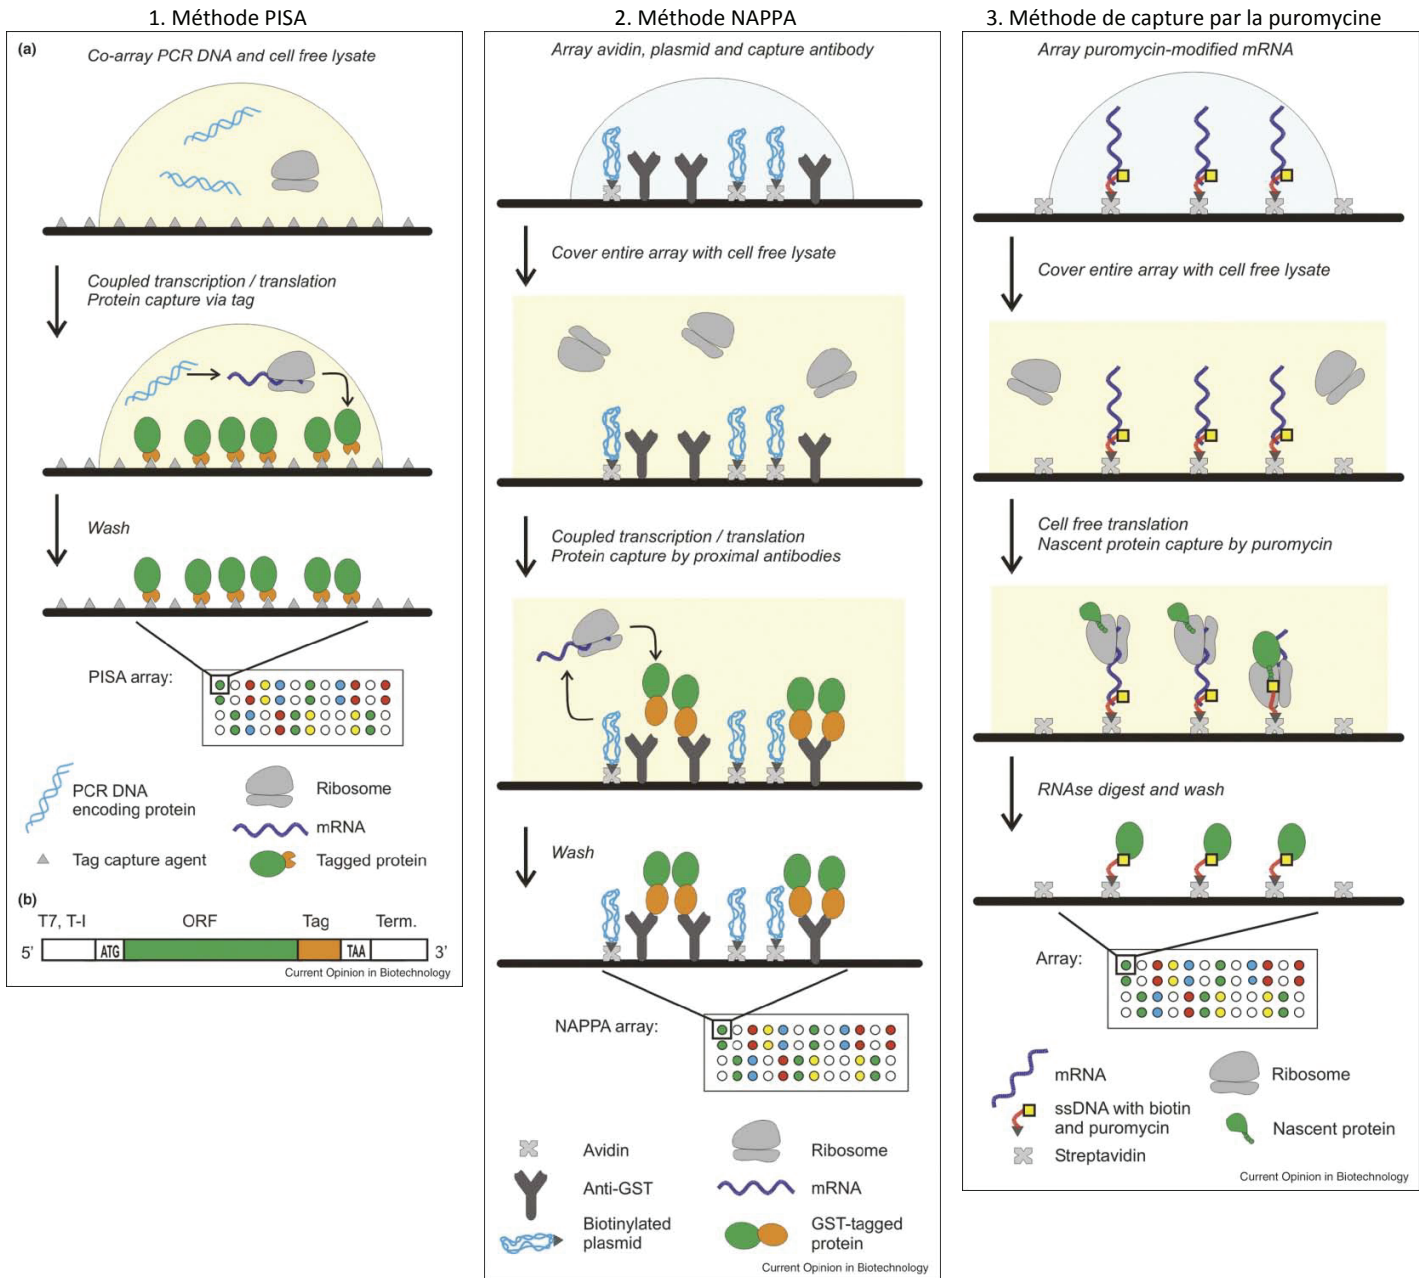 1. Méthode PISA
(a)
Co-array PCR DNA and cell free lysate
Coupled transcription / translation
Protein capture via tag
Wash
PISA array:
PCR DNA
encoding protein
Ribosome
mRNA
Tag capture agent
Tagged protein
(b)
T7, T-I ORF Tag Term.
5' ATG TAA 3'
Current Opinion in Biotechnology
2. Méthode NAPPA
Array avidin, plasmid and capture antibody
Cover entire array with cell free lysate
Coupled transcription / translation
Protein capture by proximal antibodies
Wash
NAPPA array:
Avidin
Ribosome
Anti-GST
mRNA
Biotinylated
plasmid
GST-tagged
protein
Current Opinion in Biotechnology
3. Méthode de capture par la puromycine
Array puromycin-modified mRNA
Cover entire array with cell free lysate
Cell free translation
Nascent protein capture by puromycin
RNAse digest and wash
Array:
mRNA
Ribosome
ssDNA with biotin
and puromycin
Nascent protein
Streptavidin
Current Opinion in Biotechnology